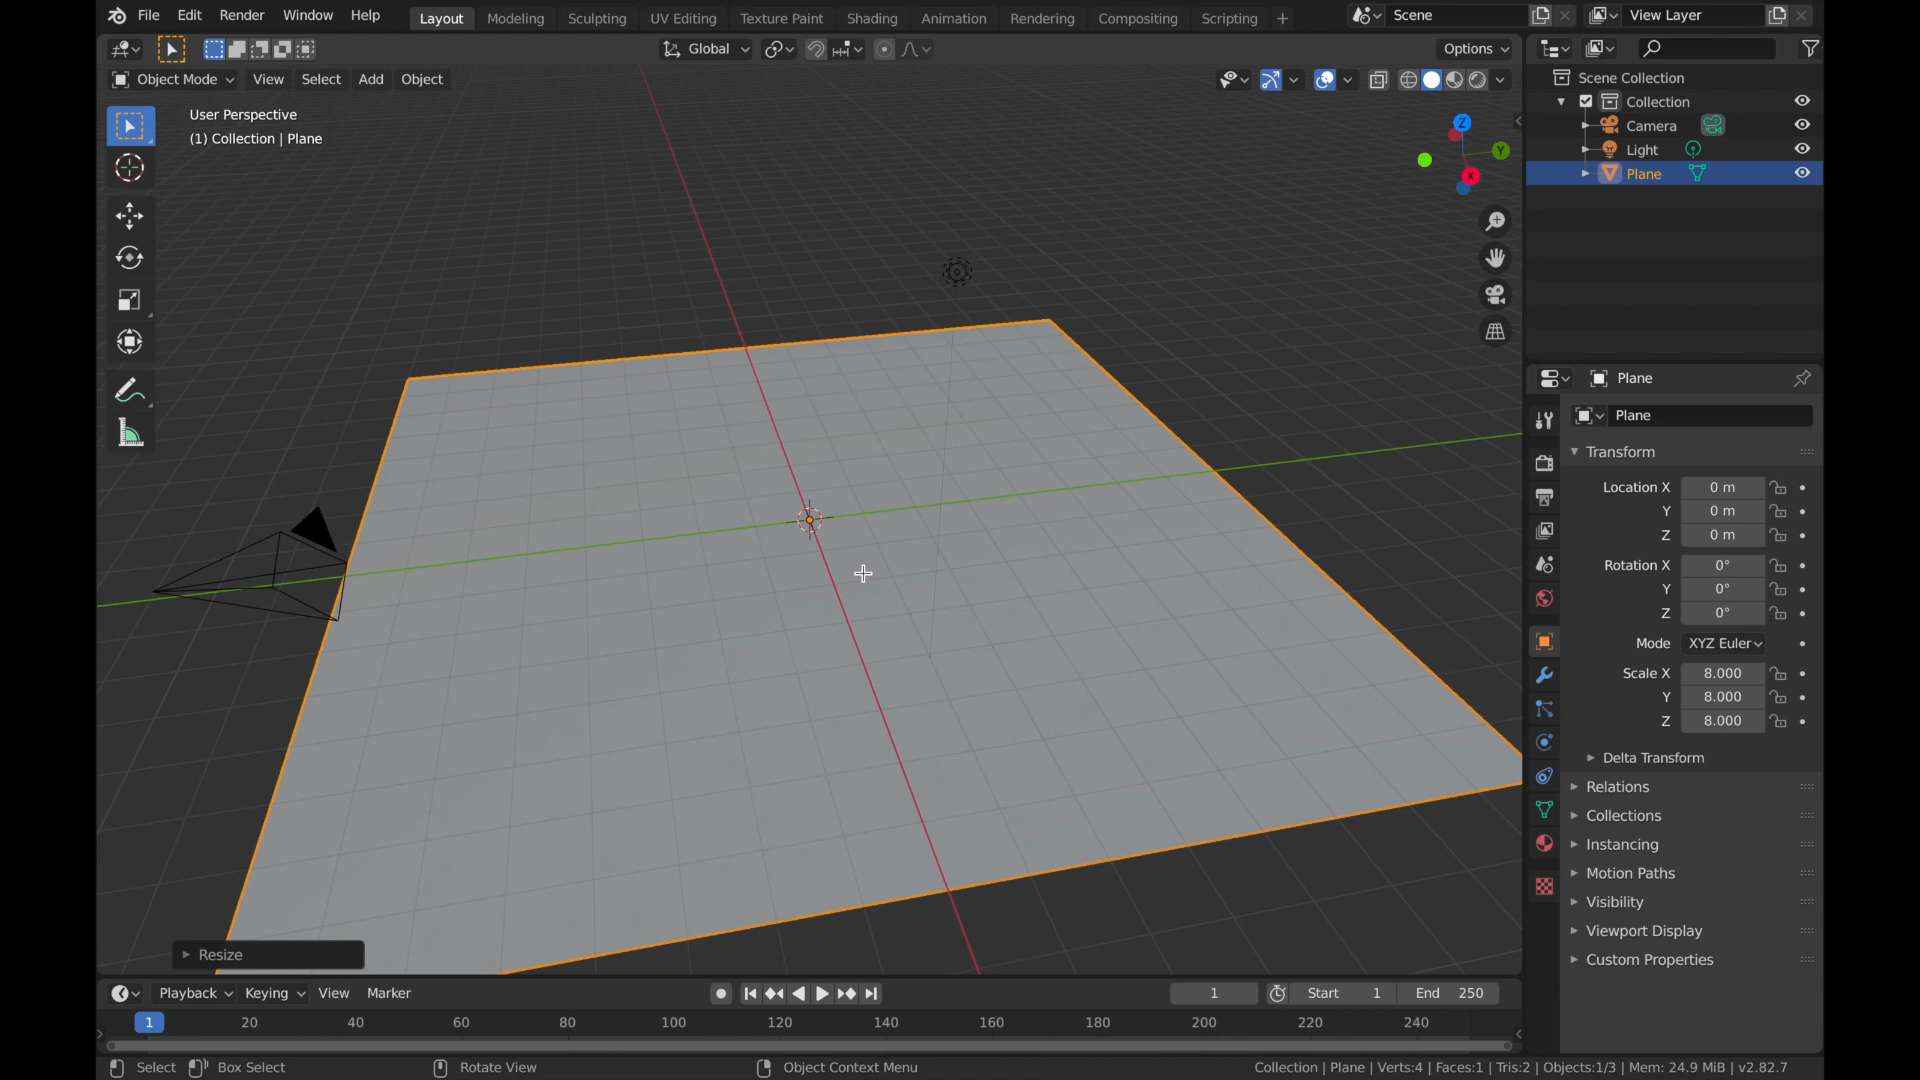 File Edit Render Window Help Layout Modeling Sculpting UV Editing Texture Paint Shading Animation Rendering Compositing Scripting + Scene View Layer
Global Options
Object Mode View Select Add Object
User Perspective
(1) Collection | Plane
Z
Y
X
Resize
Scene Collection
Collection
Camera
Light
Plane
Plane
Plane
Transform
Location X 0 m
Y 0 m
Z 0 m
Rotation X 0°
Y 0°
Z 0°
Mode XYZ Euler
Scale X 8.000
Y 8.000
Z 8.000
Delta Transform
Relations
Collections
Instancing
Motion Paths
Visibility
Viewport Display
Custom Properties
Playback Keying View Marker 1 Start 1 End 250
1 20 40 60 80 100 120 140 160 180 200 220 240
Select Box Select Rotate View Object Context Menu Collection | Plane | Verts:4 | Faces:1 | Tris:2 | Objects:1/3 | Mem: 24.9 MiB | v2.82.7